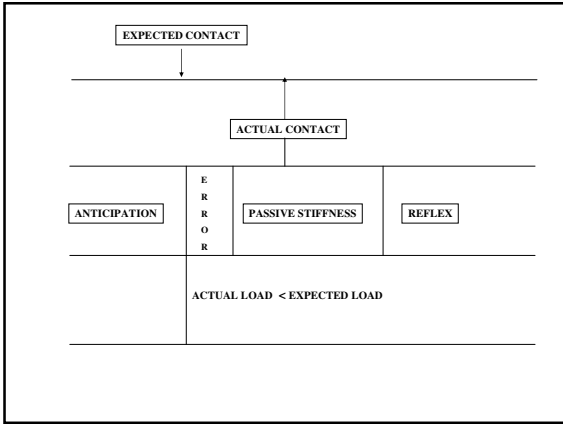 EXPECTED CONTACT
ACTUAL CONTACT
ANTICIPATION
E
R
R
O
R
PASSIVE STIFFNESS
REFLEX
ACTUAL LOAD < EXPECTED LOAD